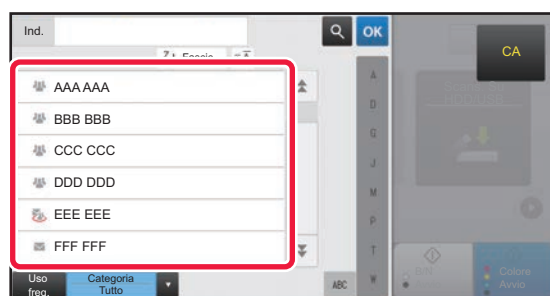 Ind.
OK
CA
AAA AAA
BBB BBB
CCC CCC
DDD DDD
EEE EEE
FFF FFF
A
D
G
J
M
P
T
W
ABC
Uso
freq.
Categoria
Tutto
B/N
Colore
Avvio